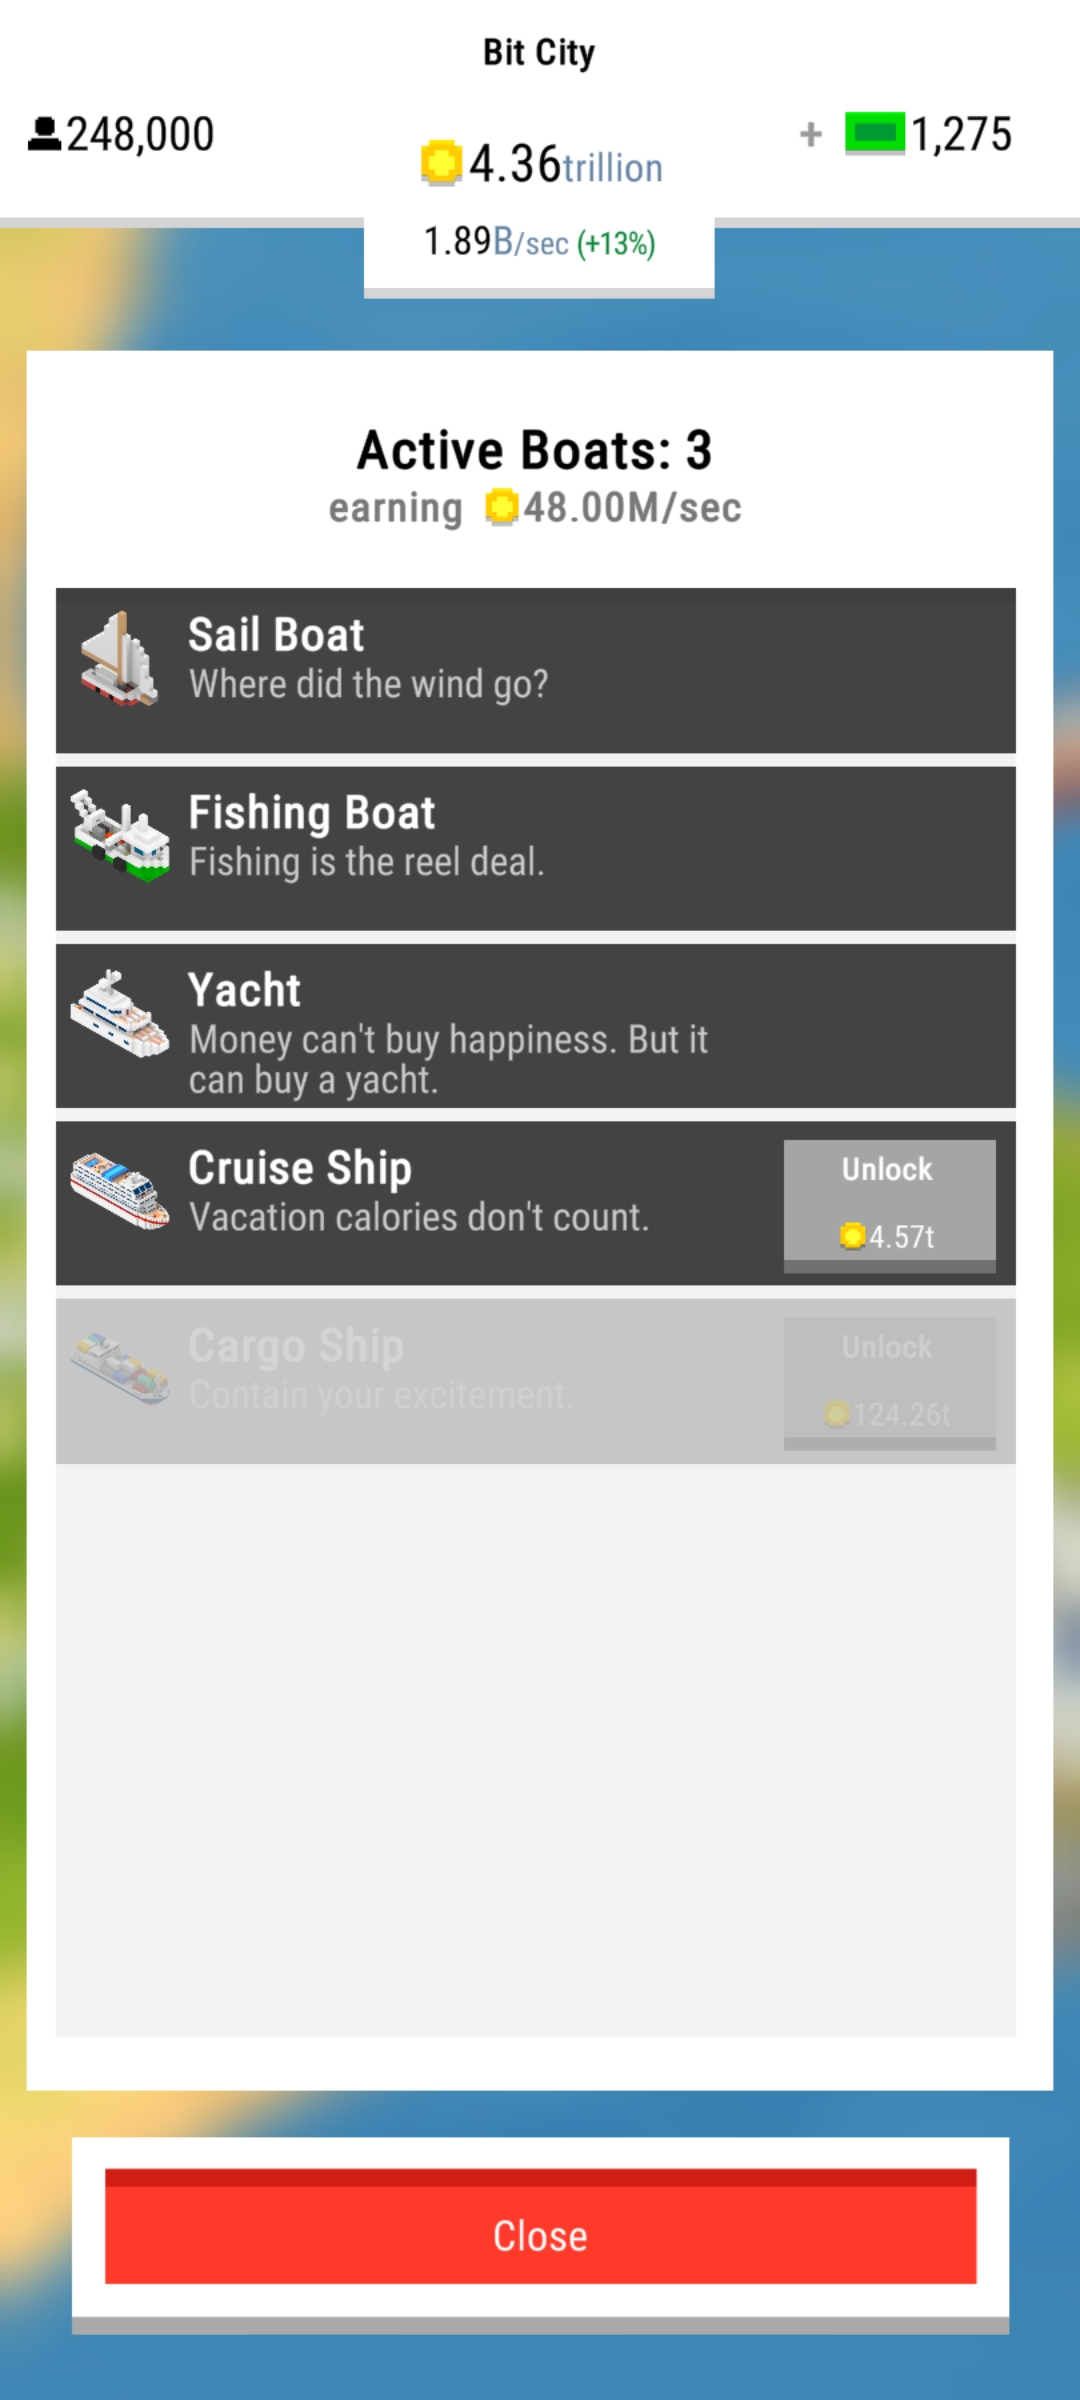 Bit City
248,000
4.36trillion
+ 1,275
1.89B/sec (+13%)
Active Boats: 3
earning 48.00M/sec
Sail Boat
Where did the wind go?
Fishing Boat
Fishing is the reel deal.
Yacht
Money can't buy happiness. But it
can buy a yacht.
Cruise Ship
Vacation calories don't count.
Unlock
4.57t
Cargo Ship
Contain your excitement.
Unlock
124.26t
Close